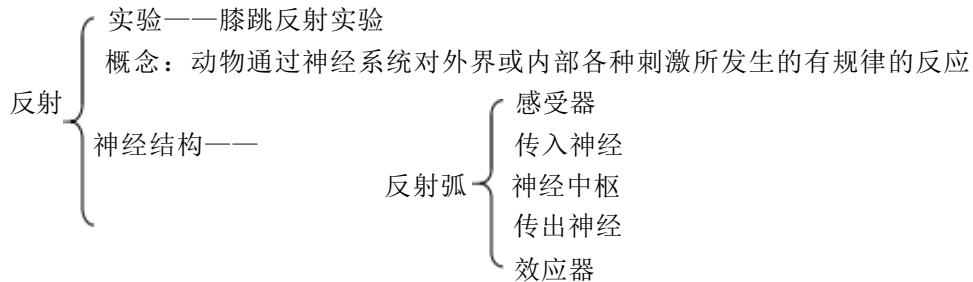 实验——膝跳反射实验
概念：动物通过神经系统对外界或内部各种刺激所发生的有规律的反应
反射
神经结构——
反射弧
感受器
传入神经
神经中枢
传出神经
效应器